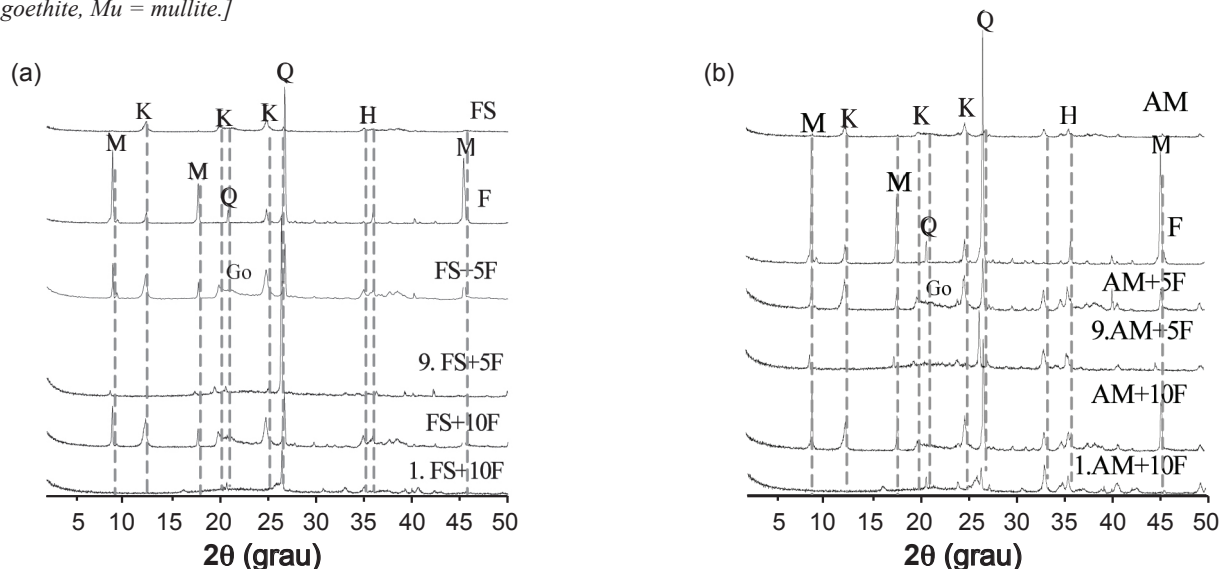 goethite, Mu = mullite.]
(a)
Q
K
K
K
H
FS
M
M
M
Q
F
Go
FS+5F
9. FS+5F
FS+10F
1. FS+10F
5 10 15 20 25 30 35 40 45 50
2θ (grau)
(b)
Q
M
K
K
K
H
AM
M
M
Q
F
Go
AM+5F
9.AM+5F
AM+10F
1.AM+10F
5 10 15 20 25 30 35 40 45 50
2θ (grau)